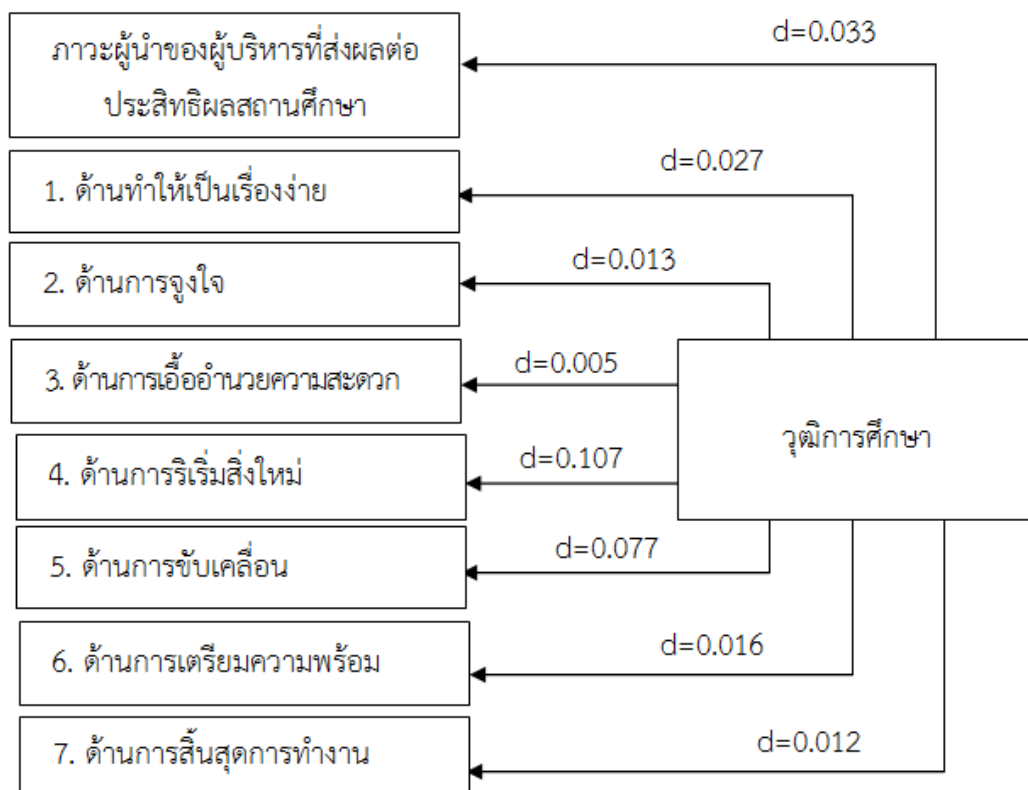 ภาวะผู้นำของผู้บริหารที่ส่งผลต่อ
ประสิทธิผลสถานศึกษา
d=0.033
1. ด้านทำให้เป็นเรื่องง่าย
d=0.027
2. ด้านการจูงใจ
d=0.013
3. ด้านการเอื้ออำนวยความสะดวก
d=0.005
วุฒิการศึกษา
4. ด้านการริเริ่มสิ่งใหม่
d=0.107
5. ด้านการขับเคลื่อน
d=0.077
6. ด้านการเตรียมความพร้อม
d=0.016
7. ด้านการสิ้นสุดการทำงาน
d=0.012